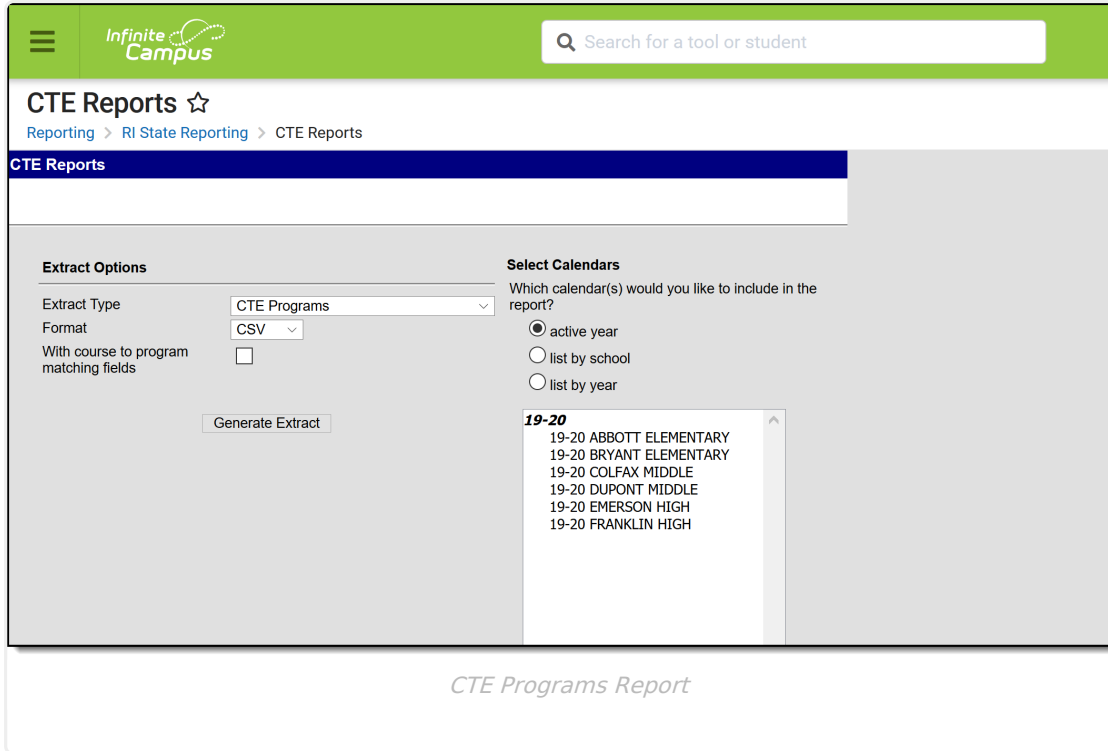 Infinite
Campus
Search for a tool or student
CTE Reports
Reporting > RI State Reporting > CTE Reports
CTE Reports
Extract Options
Extract Type
CTE Programs
Format
CSV
With course to program
matching fields
Generate Extract
Select Calendars
Which calendar(s) would you like to include in the
report?
active year
list by school
list by year
19-20
19-20 ABBOTT ELEMENTARY
19-20 BRYANT ELEMENTARY
19-20 COLFAX MIDDLE
19-20 DUPONT MIDDLE
19-20 EMERSON HIGH
19-20 FRANKLIN HIGH
CTE Programs Report